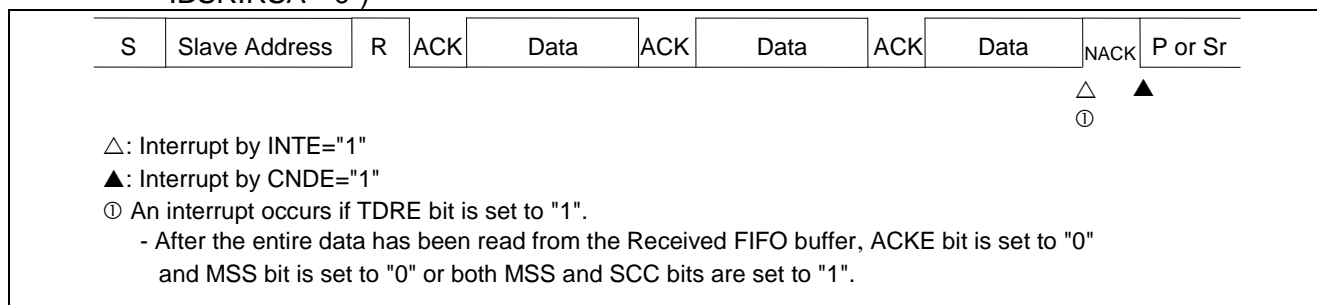 IBSR:RSA="0")
S Slave Address R ACK Data ACK Data ACK Data NACK P or Sr
△ ▲
①
△: Interrupt by INTE="1"
▲: Interrupt by CNDE="1"
① An interrupt occurs if TDRE bit is set to "1".
- After the entire data has been read from the Received FIFO buffer, ACKE bit is set to "0"
and MSS bit is set to "0" or both MSS and SCC bits are set to "1".